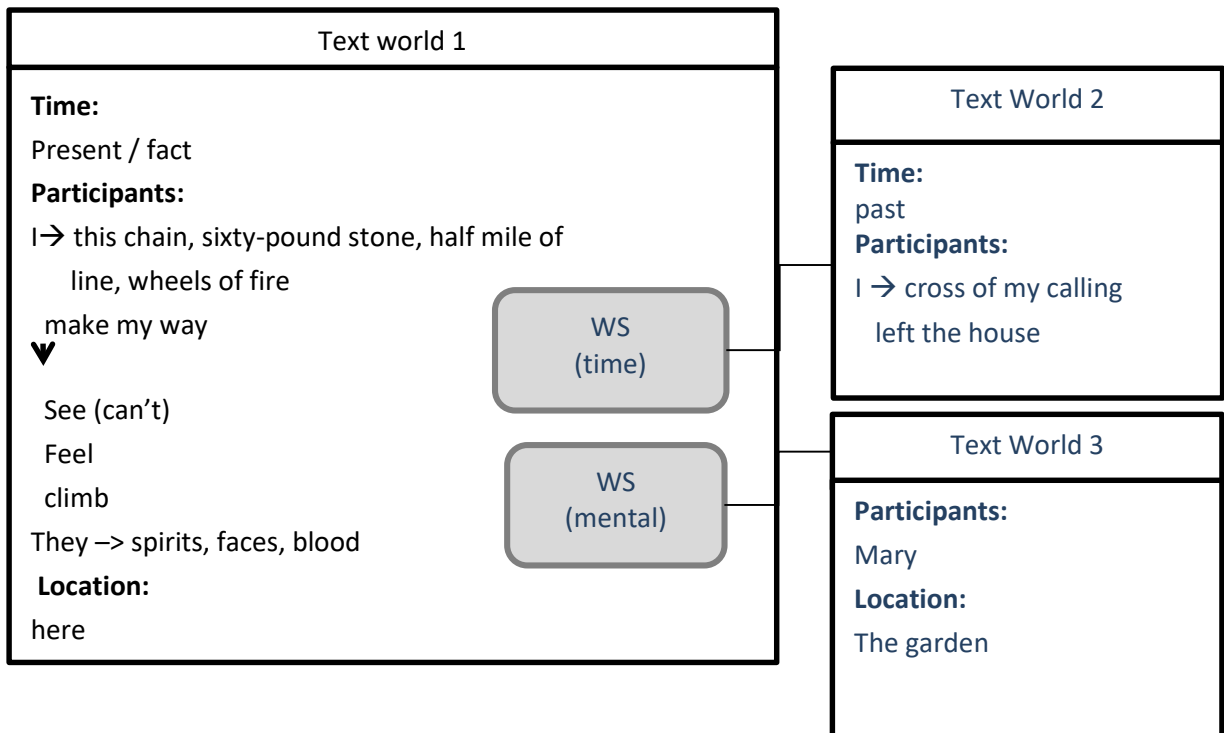 Text world 1
Time:
Present / fact
Participants:
I→ this chain, sixty-pound stone, half mile of
line, wheels of fire
make my way
See (can’t)
Feel
climb
They –> spirits, faces, blood
Location:
here
WS
(time)
WS
(mental)
Text World 2
Time:
past
Participants:
I → cross of my calling
left the house
Text World 3
Participants:
Mary
Location:
The garden